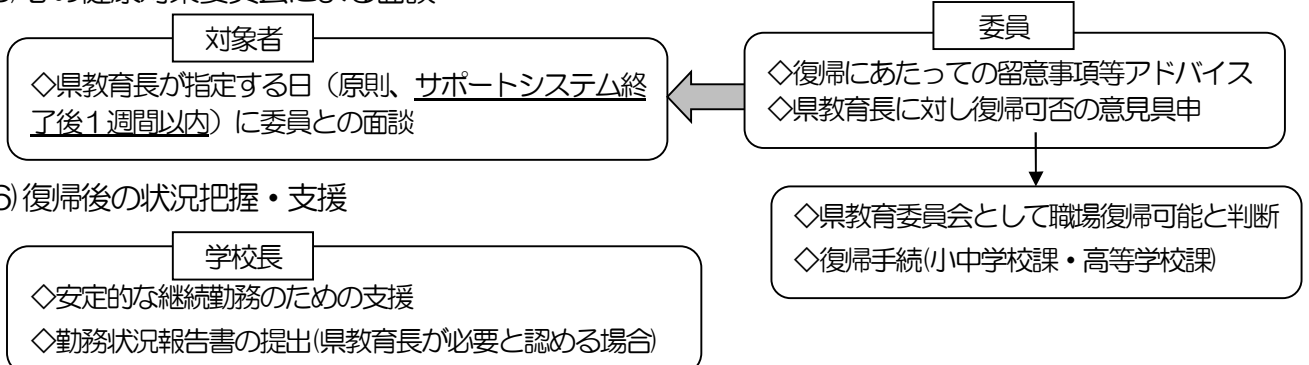 対象者
◇県教育長が指定する日（原則、サポートシステム終
了後１週間以内）に委員との面談
委員
◇復帰にあたっての留意事項等アドバイス
◇県教育長に対し復帰可否の意見具申
◇県教育委員会として職場復帰可能と判断
◇復帰手続(小中学校課・高等学校課)
6)復帰後の状況把握・支援
学校長
◇安定的な継続勤務のための支援
◇勤務状況報告書の提出(県教育長が必要と認める場合)